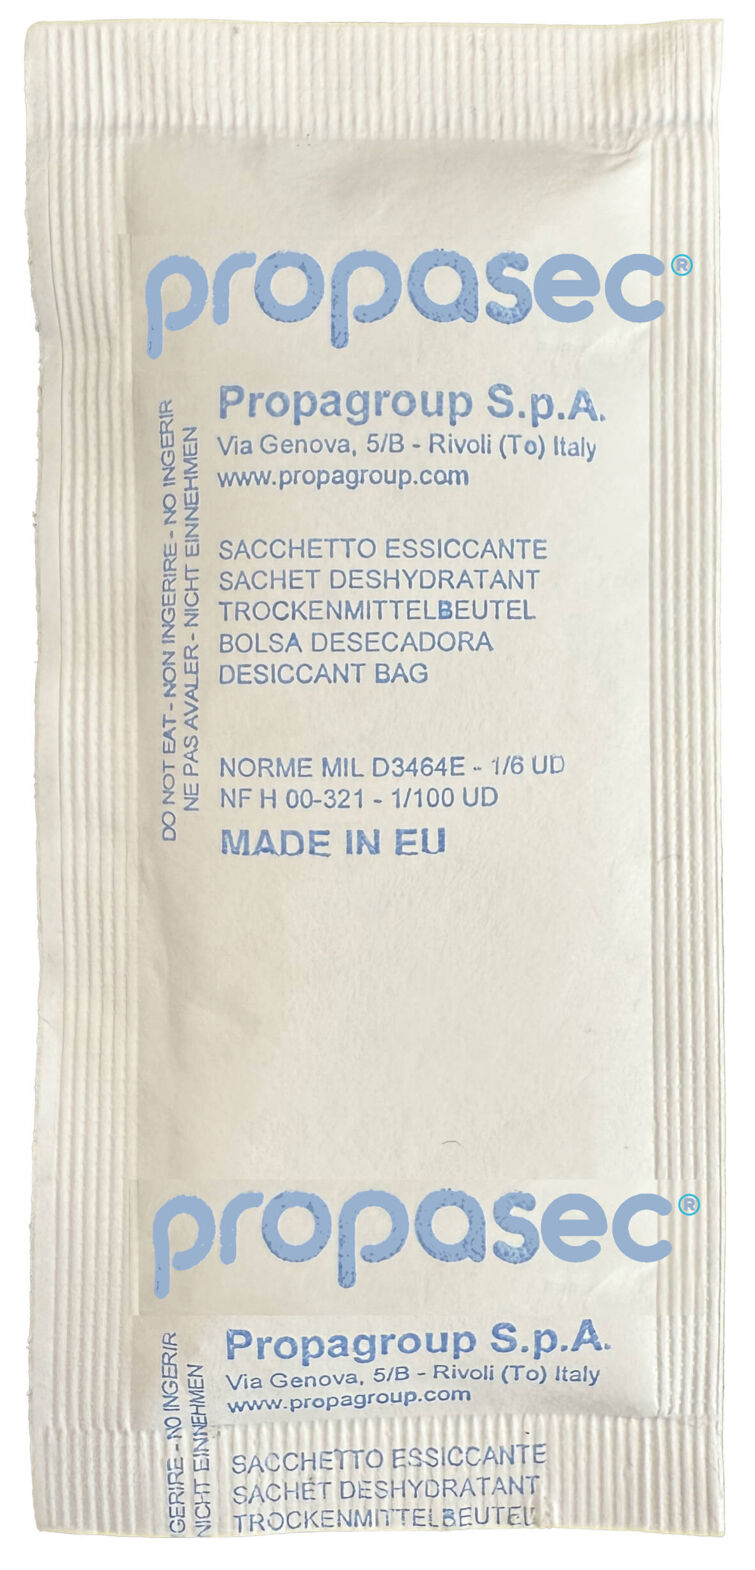 propasec®
Propagroup S.p.A.
Via Genova, 5/B - Rivoli (To) Italy
www.propagroup.com
DO NOT EAT - NON INGERIRE - NO INGERIR
NE PAS AVALER - NICHT EINNEHMEN
SACCHETTO ESSICCANTE
SACHET DESHYDRATANT
TROCKENMITTELBEUTEL
BOLSA DESECADORA
DESICCANT BAG
NORME MIL D3464E - 1/6 UD
NF H 00-321 - 1/100 UD
MADE IN EU
propasec®
Propagroup S.p.A.
Via Genova, 5/B - Rivoli (To) Italy
www.propagroup.com
GERIRE - NO INGERIR
NICHT EINNEHMEN
SACCHETTO ESSICCANTE
SACHET DESHYDRATANT
TROCKENMITTELBEUTEL